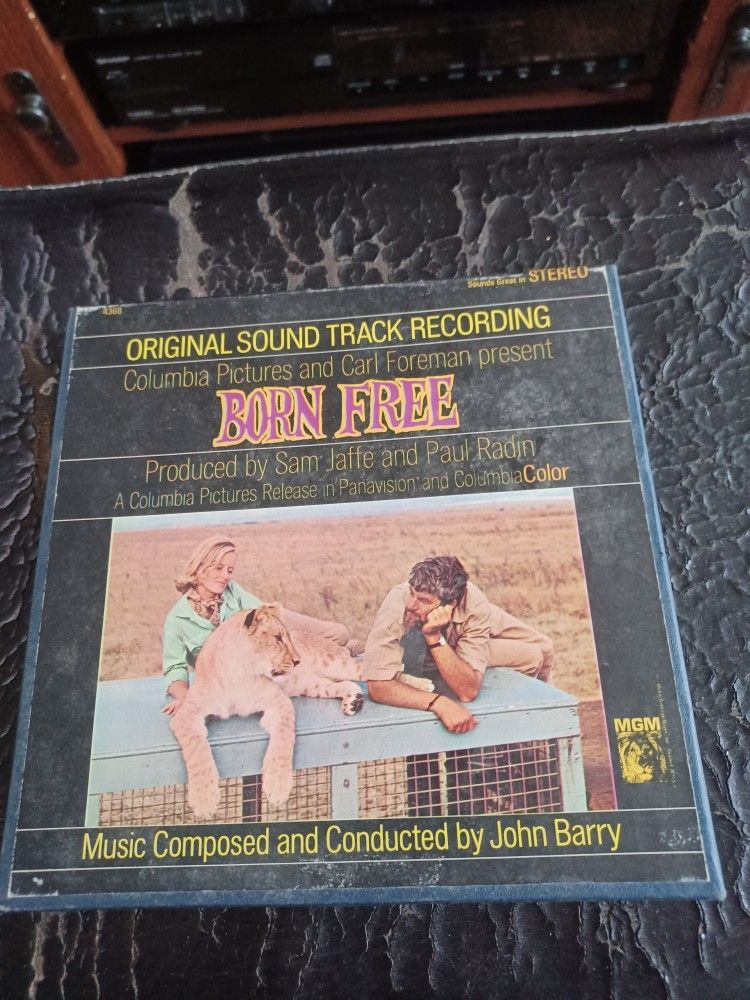 4368
Sounds Great in STEREO
ORIGINAL SOUND TRACK RECORDING
Columbia Pictures and Carl Foreman present
BORN FREE
Produced by Sam Jaffe and Paul Radin
A Columbia Pictures Release in Panavision and ColumbiaColor
MGM
Music Composed and Conducted by John Barry